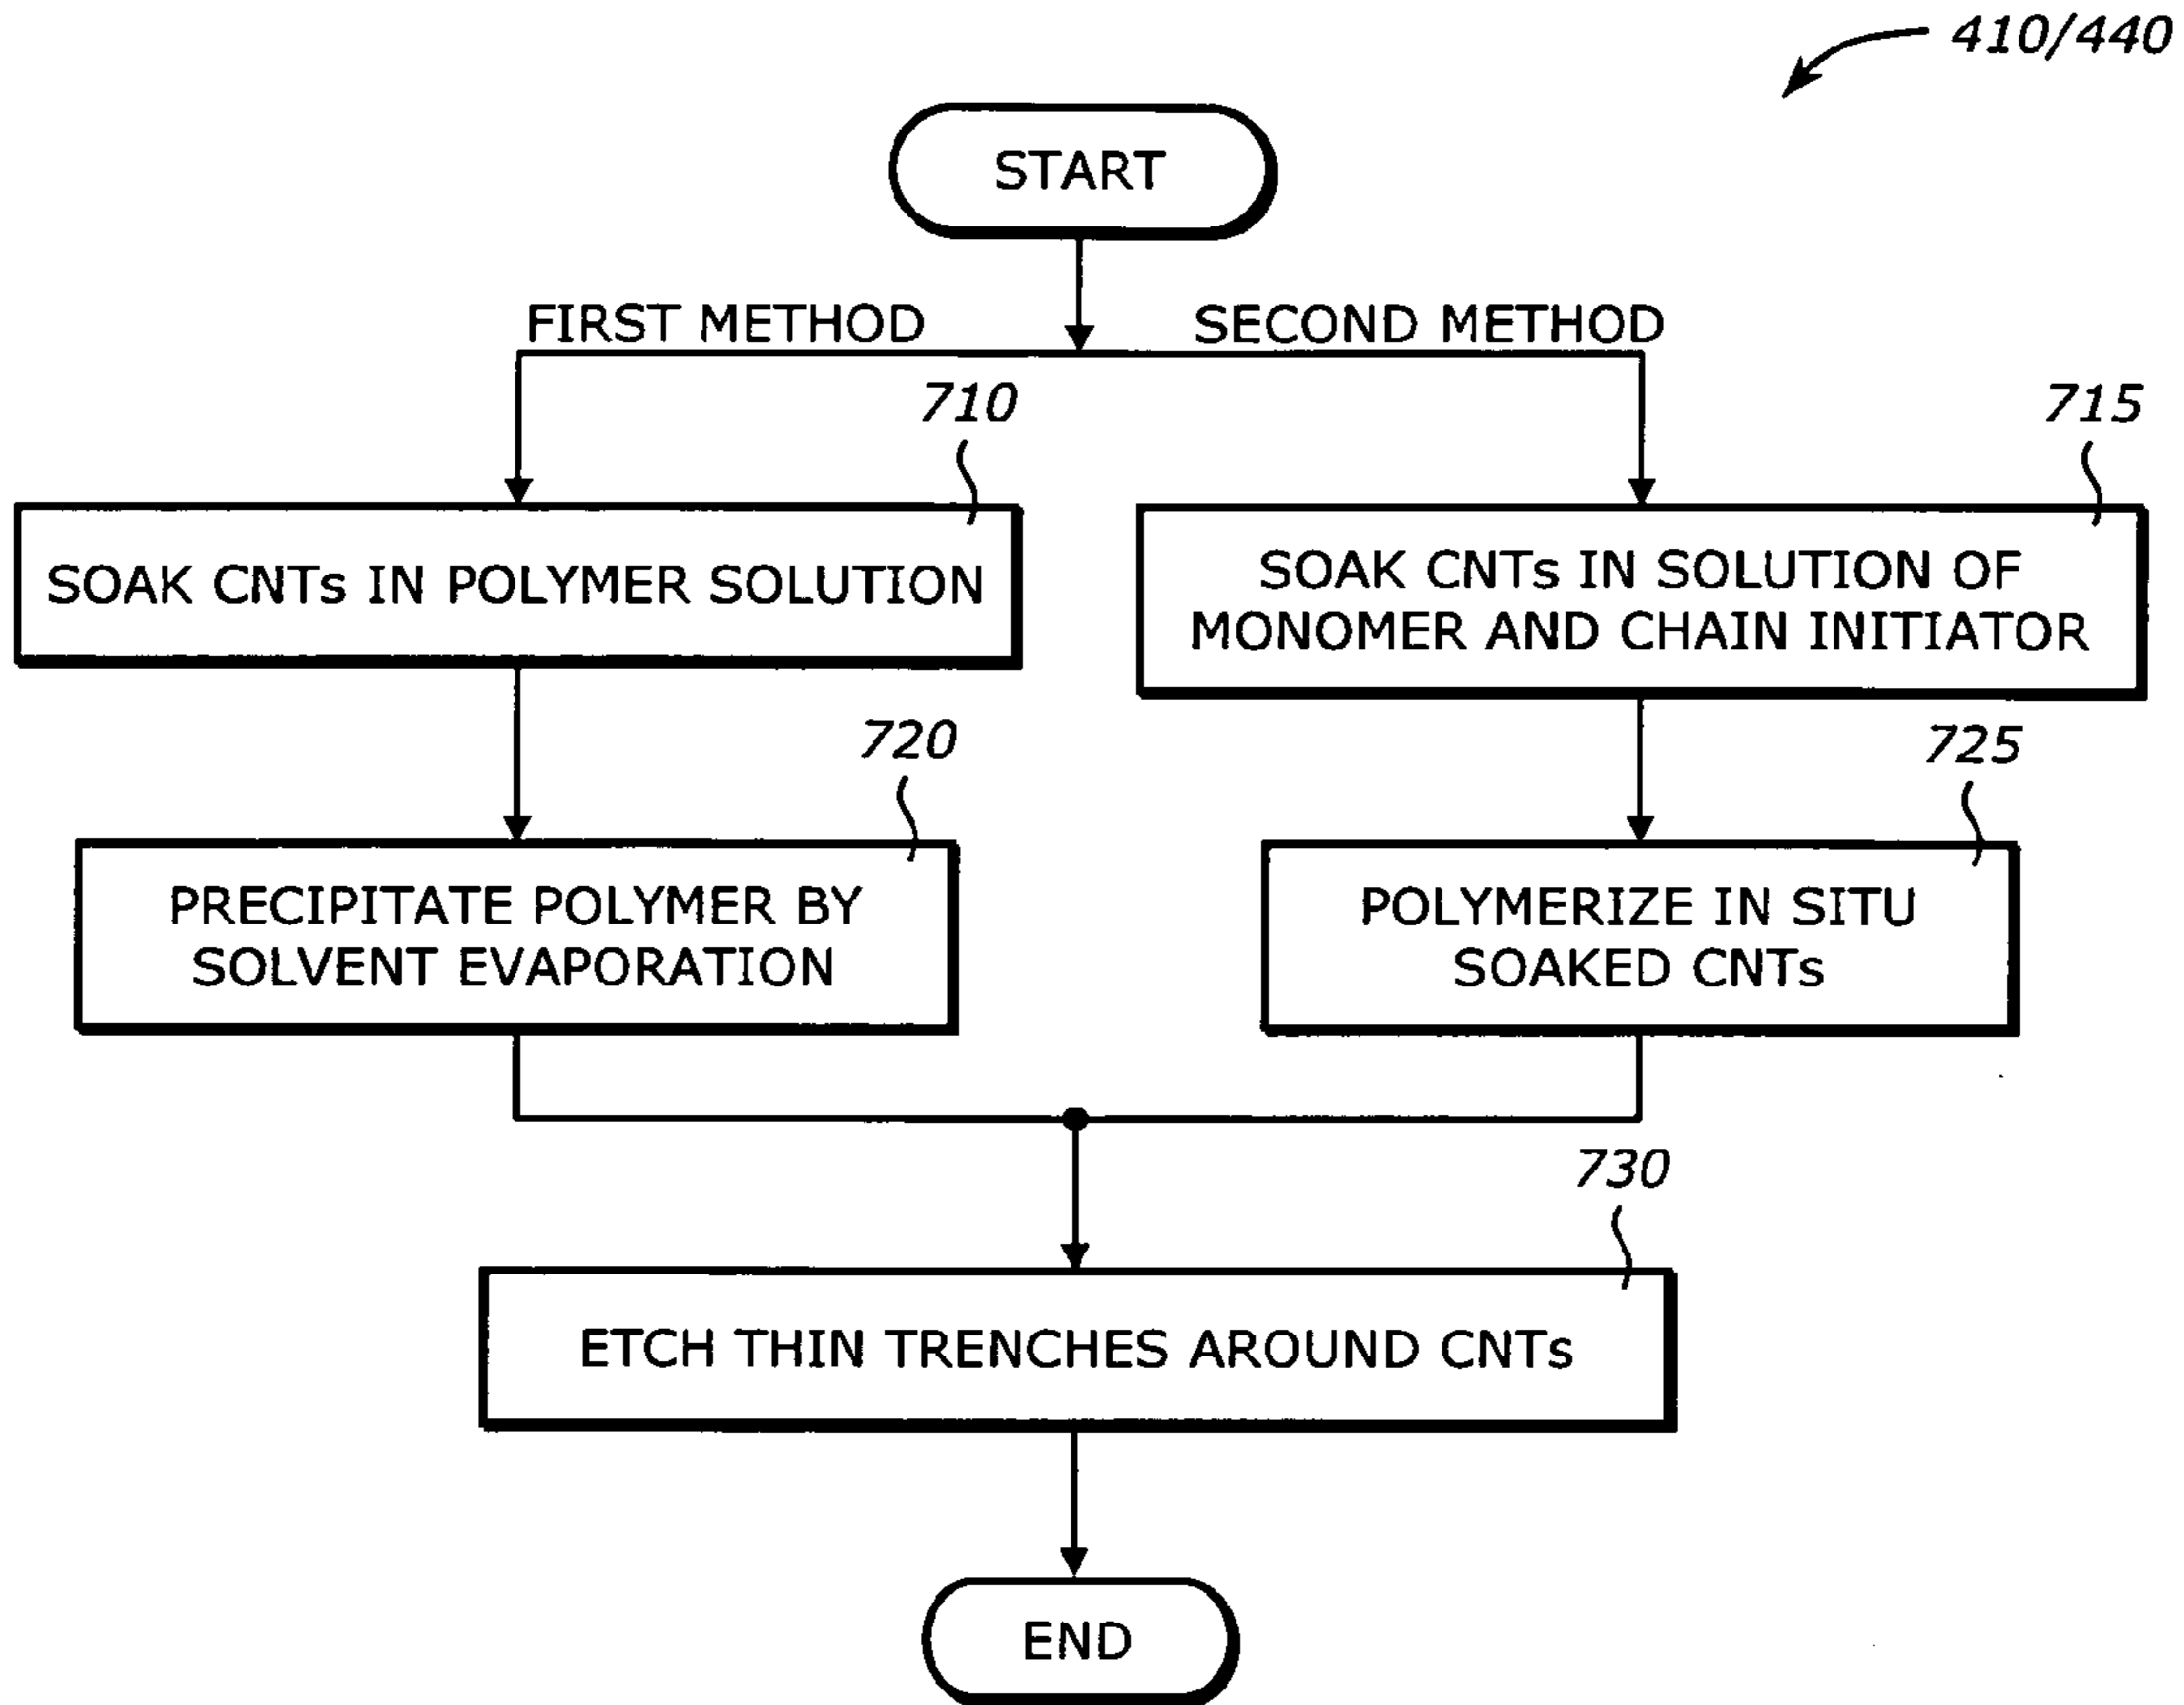 410/440
START
FIRST METHOD
SECOND METHOD
710
715
SOAK CNTs IN POLYMER SOLUTION
SOAK CNTs IN SOLUTION OF
MONOMER AND CHAIN INITIATOR
720
725
PRECIPITATE POLYMER BY
SOLVENT EVAPORATION
POLYMERIZE IN SITU
SOAKED CNTs
730
ETCH THIN TRENCHES AROUND CNTs
END